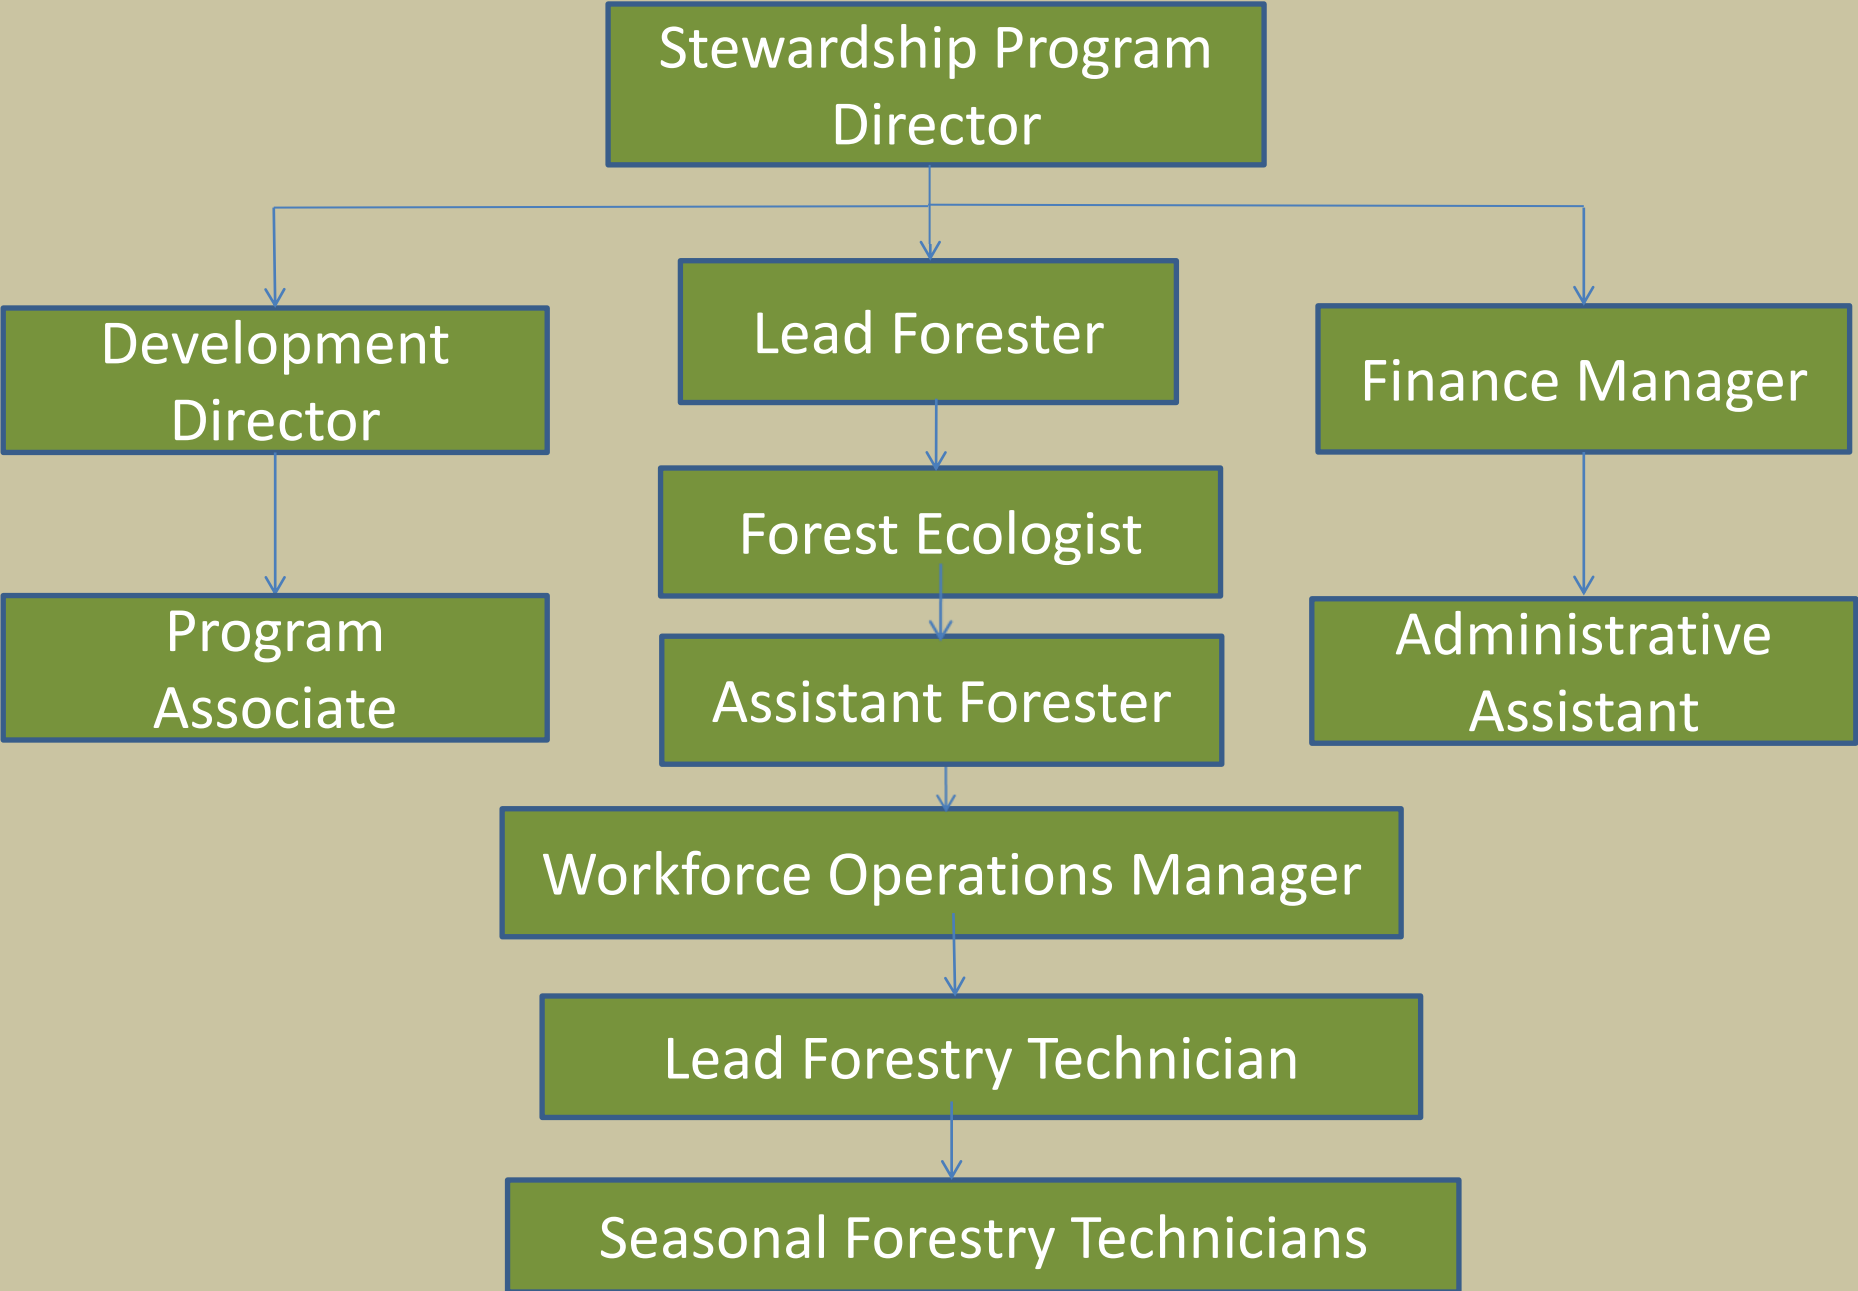 Stewardship Program
Director
Development
Director
Lead Forester
Finance Manager
Forest Ecologist
Program
Associate
Assistant Forester
Administrative
Assistant
Workforce Operations Manager
Lead Forestry Technician
Seasonal Forestry Technicians